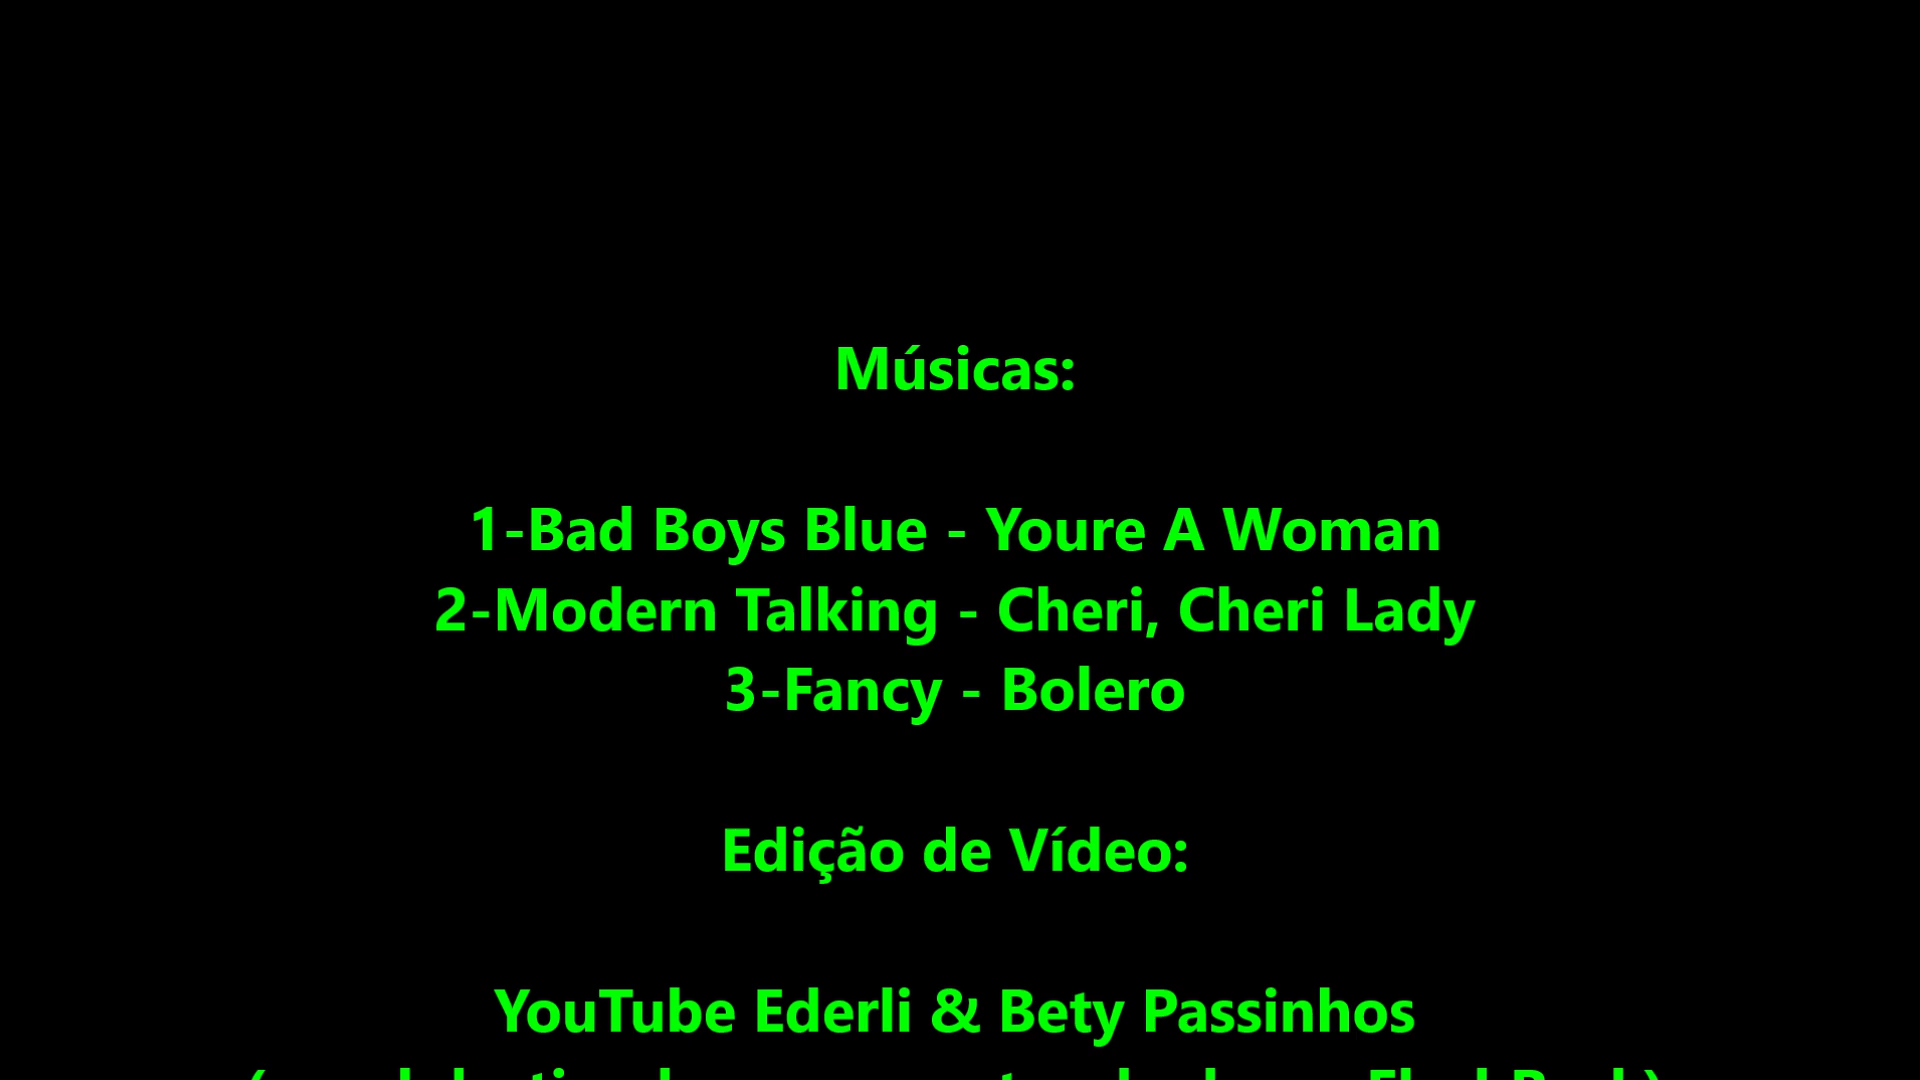 Músicas:
1-Bad Boys Blue - Youre A Woman
2-Modern Talking - Cheri, Cheri Lady
3-Fancy - Bolero
Edição de Vídeo:
YouTube Ederli & Bety Passinhos